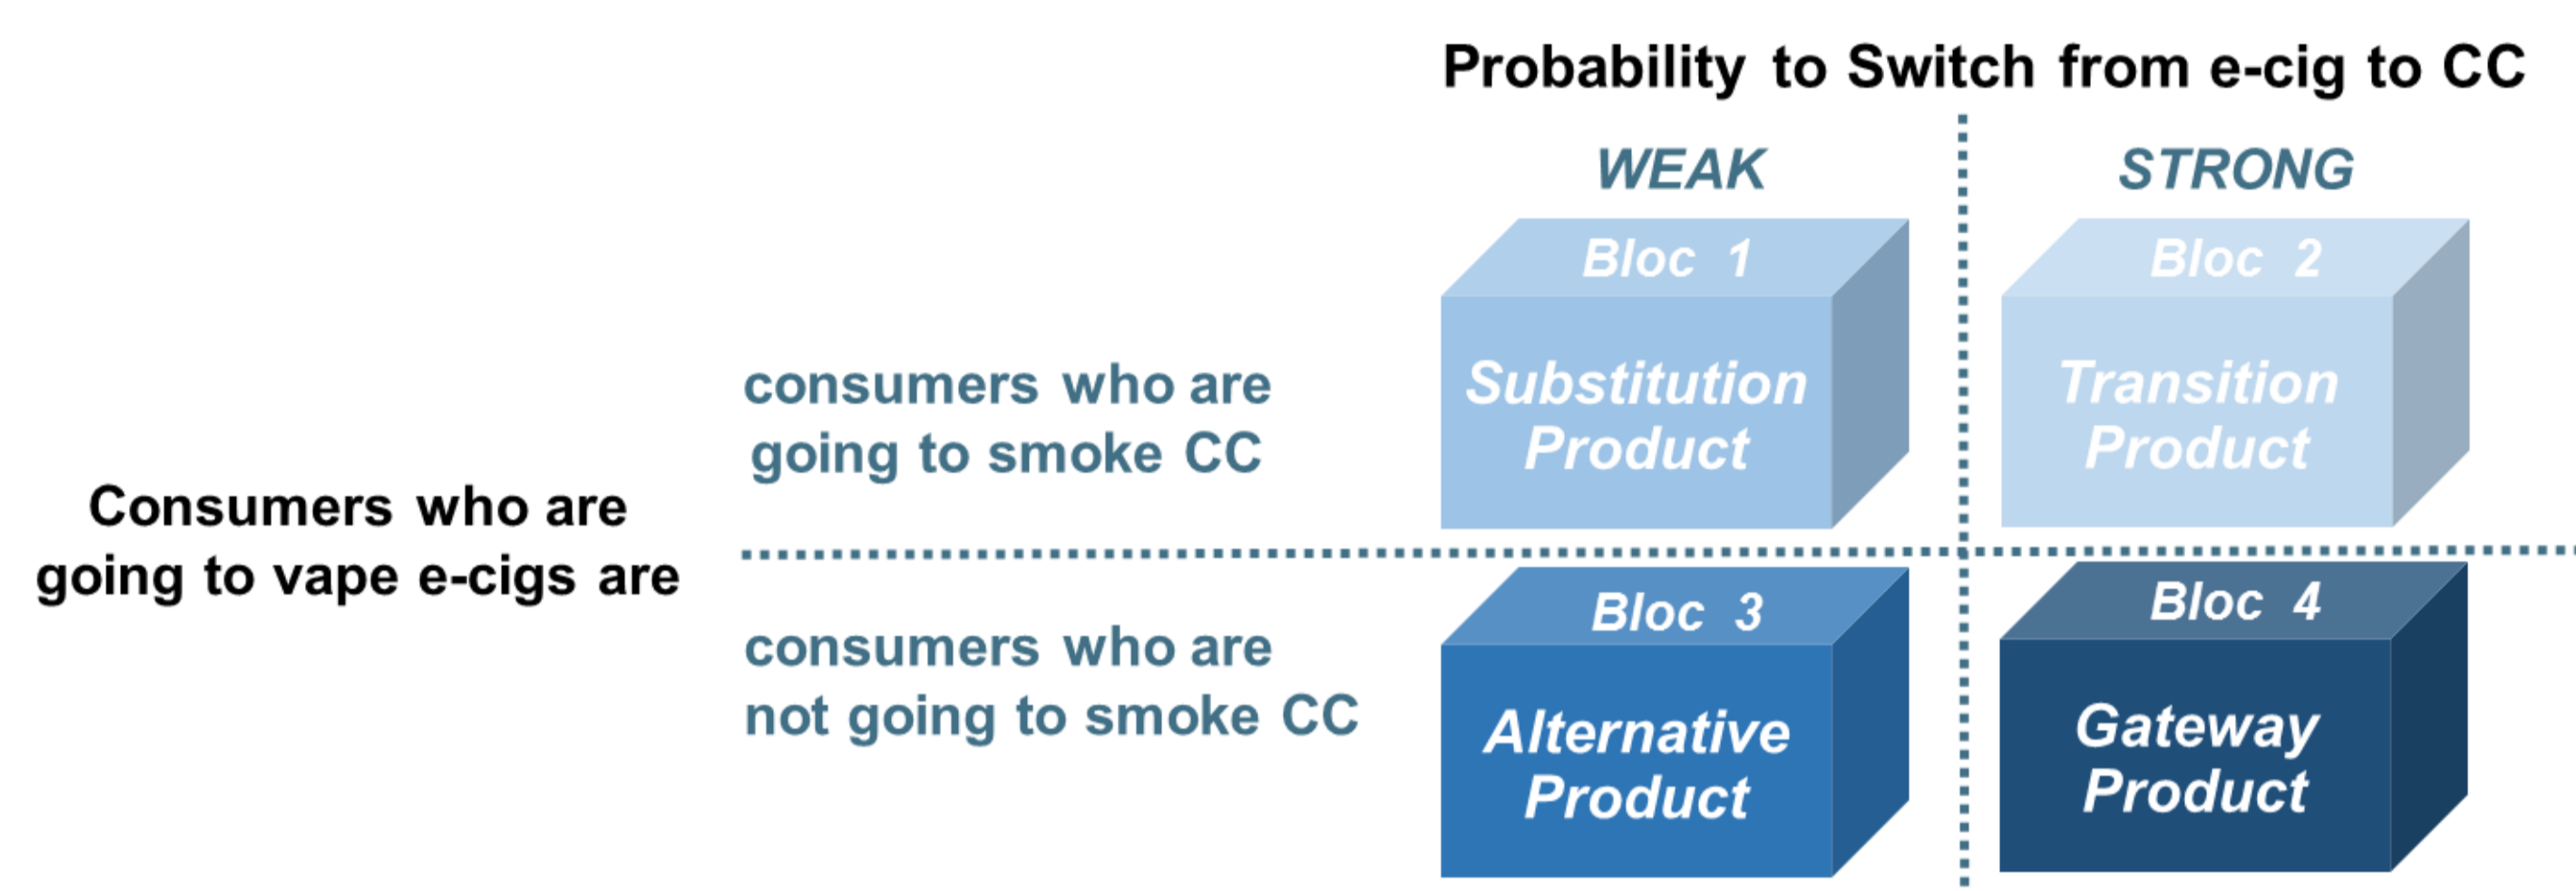 Probability to Switch from e-cig to CC
WEAK
STRONG
Bloc 1
Bloc 2
Substitution
Product
Transition
Product
consumers who are
going to smoke CC
Consumers who are
going to vape e-cigs are
consumers who are
not going to smoke CC
Bloc 3
Bloc 4
Alternative
Product
Gateway
Product